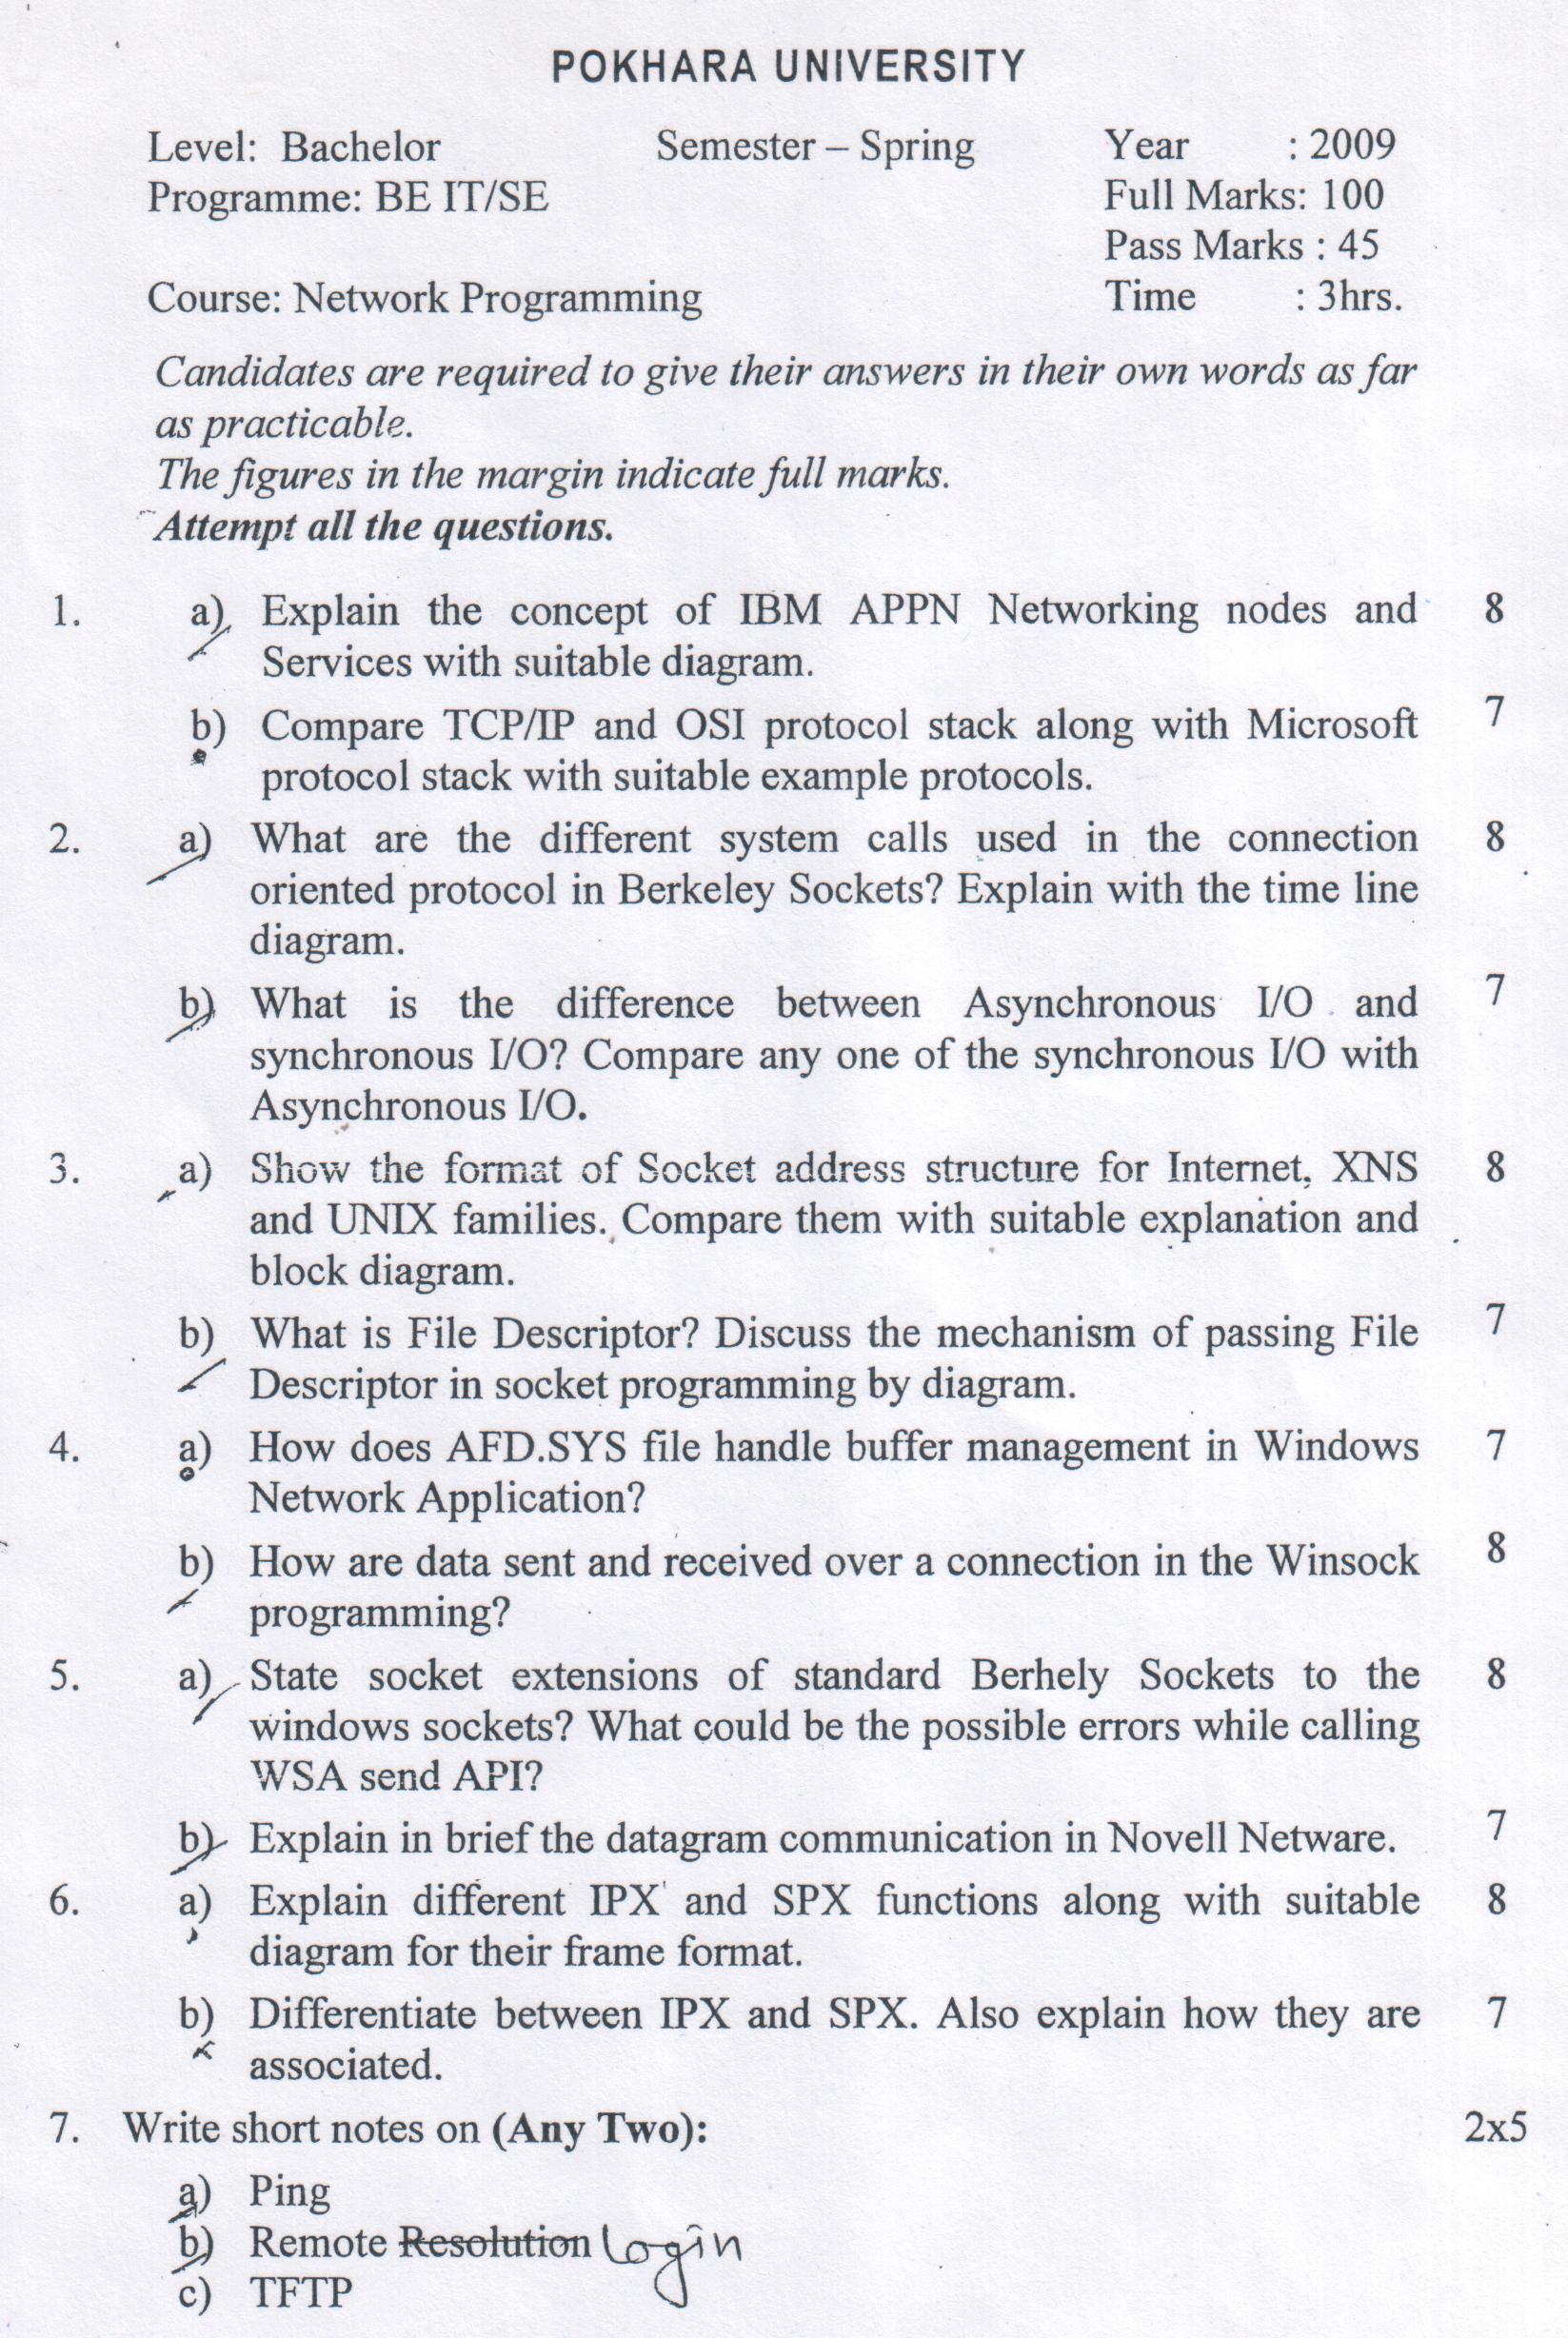 POKHARA UNIVERSITY
Level: Bachelor Semester – Spring Year : 2009
Programme: BE IT/SE Full Marks: 100
Pass Marks : 45
Course: Network Programming Time : 3hrs.
Candidates are required to give their answers in their own words as far
as practicable.
The figures in the margin indicate full marks.
Attempt all the questions.
1. a) Explain the concept of IBM APPN Networking nodes and 8
Services with suitable diagram.
b) Compare TCP/IP and OSI protocol stack along with Microsoft 7
protocol stack with suitable example protocols.
2. a) What are the different system calls used in the connection 8
oriented protocol in Berkeley Sockets? Explain with the time line
diagram.
b) What is the difference between Asynchronous I/O and 7
synchronous I/O? Compare any one of the synchronous I/O with
Asynchronous I/O.
3. a) Show the format of Socket address structure for Internet, XNS 8
and UNIX families. Compare them with suitable explanation and
block diagram.
b) What is File Descriptor? Discuss the mechanism of passing File 7
Descriptor in socket programming by diagram.
4. a) How does AFD.SYS file handle buffer management in Windows 7
Network Application?
b) How are data sent and received over a connection in the Winsock 8
programming?
5. a) State socket extensions of standard Berhely Sockets to the 8
windows sockets? What could be the possible errors while calling
WSA send API?
b) Explain in brief the datagram communication in Novell Netware. 7
6. a) Explain different IPX and SPX functions along with suitable 8
diagram for their frame format.
b) Differentiate between IPX and SPX. Also explain how they are 7
associated.
7. Write short notes on (Any Two): 2x5
a) Ping
b) Remote Resolution login
c) TFTP